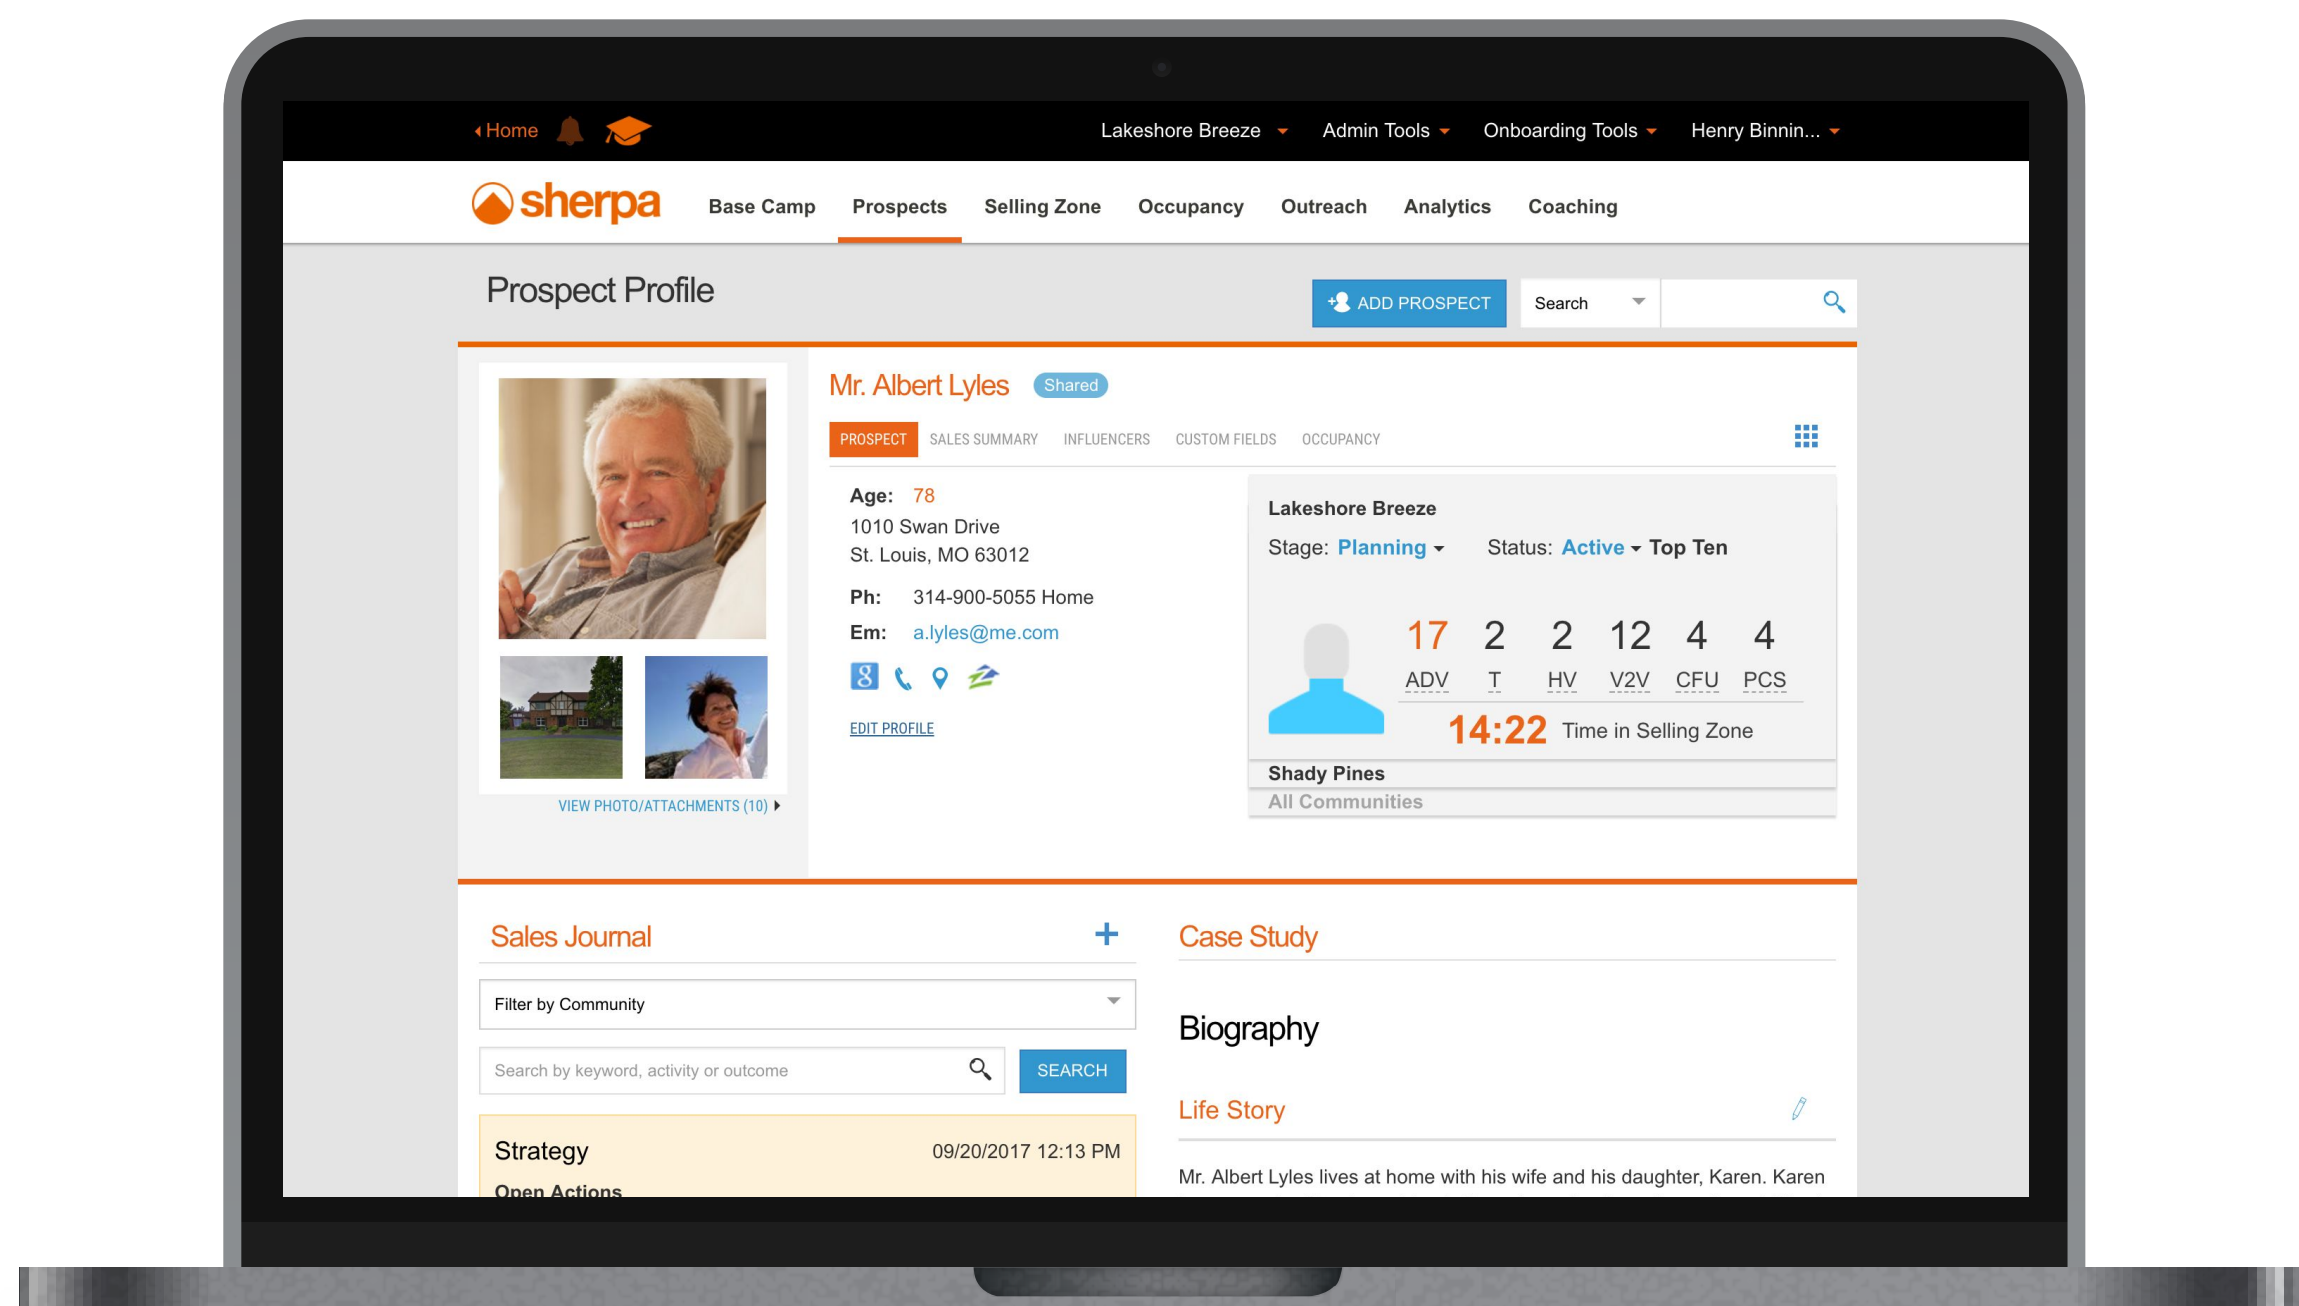 Home
Lakeshore Breeze
Admin Tools
Onboarding Tools
Henry Binnin...
sherpa
Base Camp
Prospects
Selling Zone
Occupancy
Outreach
Analytics
Coaching
Prospect Profile
ADD PROSPECT
Search
Mr. Albert Lyles
Shared
PROSPECT
SALES SUMMARY
INFLUENCERS
CUSTOM FIELDS
OCCUPANCY
Age: 78
1010 Swan Drive
St. Louis, MO 63012
Ph: 314-900-5055 Home
Em: a.lyles@me.com
8
EDIT PROFILE
VIEW PHOTO/ATTACHMENTS (10)
Lakeshore Breeze
Stage: Planning
Status: Active
Top Ten
17 2 2 12 4 4
ADV T HV V2V CFU PCS
14:22 Time in Selling Zone
Shady Pines
All Communities
Sales Journal
Filter by Community
Search by keyword, activity or outcome
SEARCH
Strategy
09/20/2017 12:13 PM
Open Actions
Case Study
Biography
Life Story
Mr. Albert Lyles lives at home with his wife and his daughter, Karen. Karen